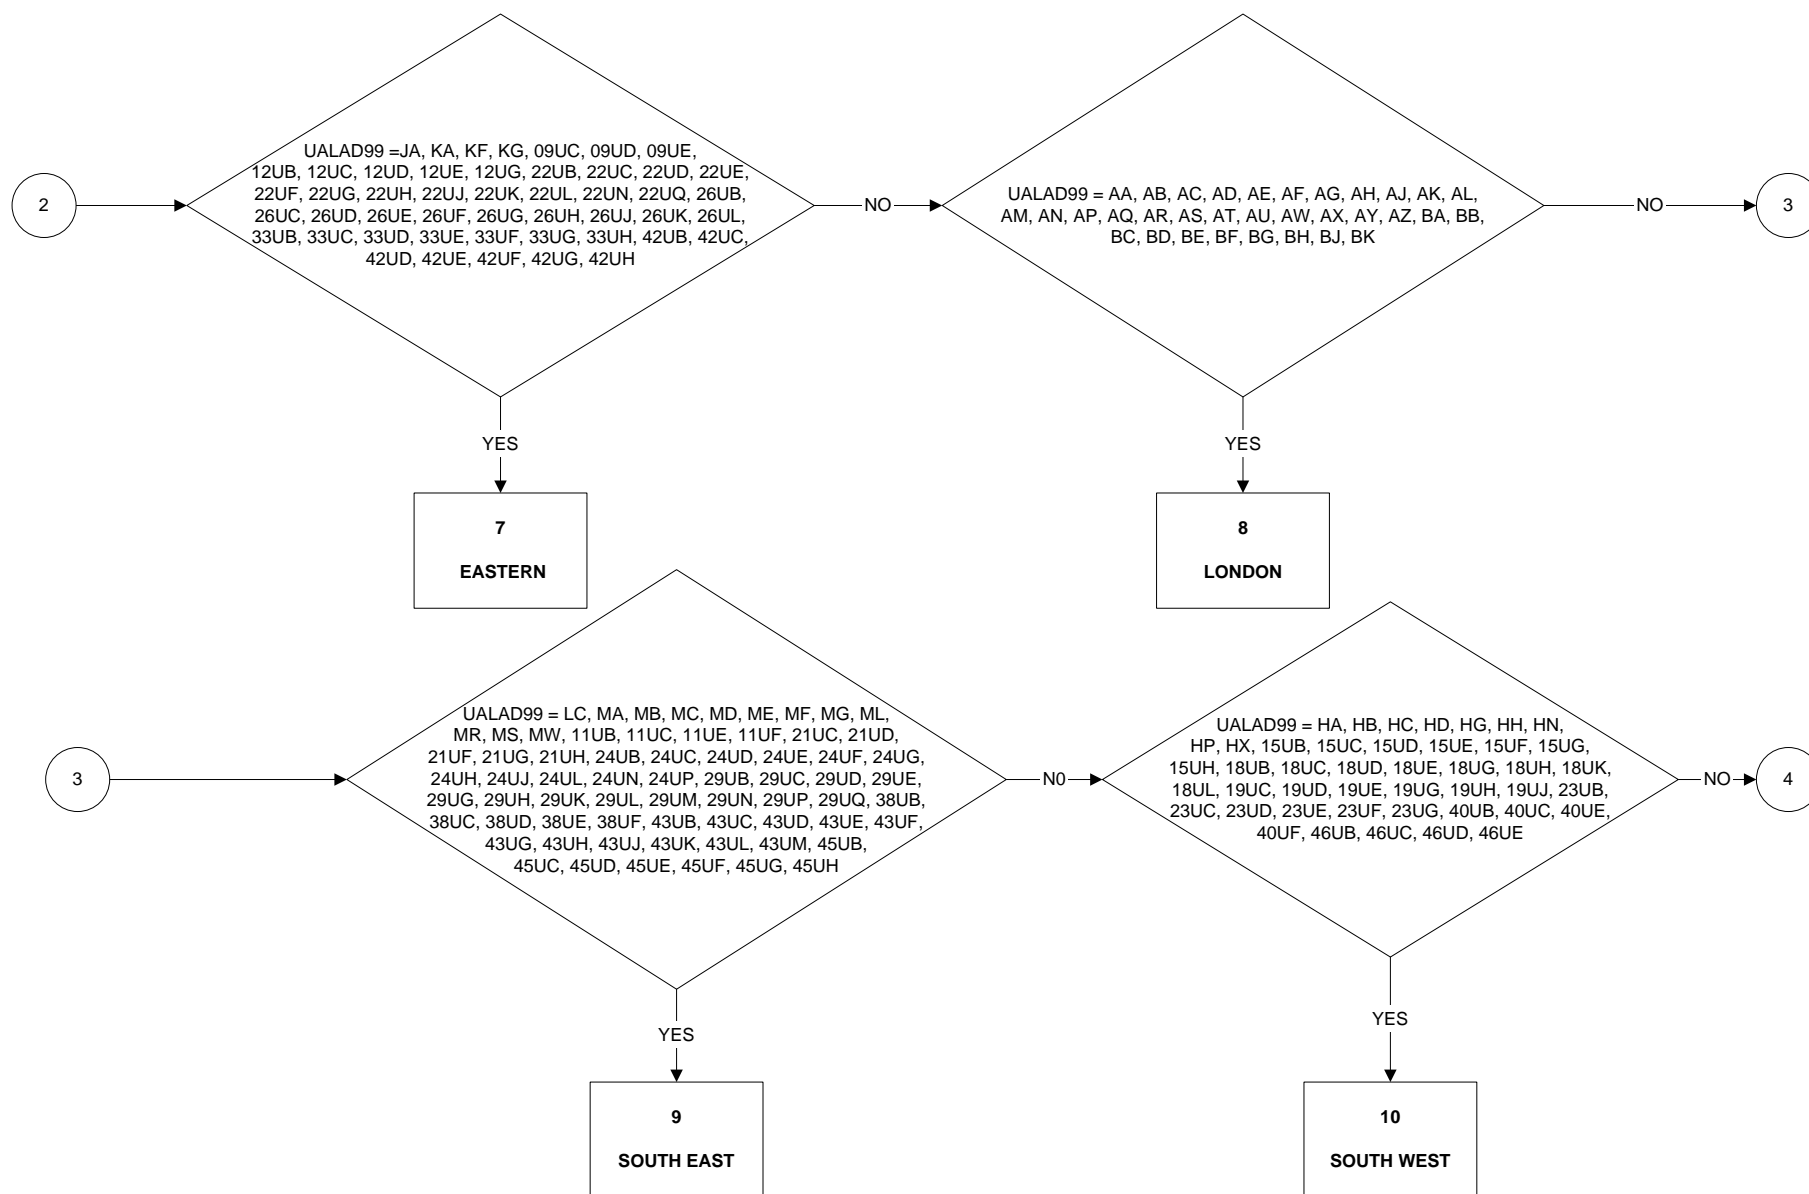 2
UALAD99 =JA, KA, KF, KG, 09UC, 09UD, 09UE,
12UB, 12UC, 12UD, 12UE, 12UG, 22UB, 22UC, 22UD, 22UE,
22UF, 22UG, 22UH, 22UJ, 22UK, 22UL, 22UN, 22UQ, 26UB,
26UC, 26UD, 26UE, 26UF, 26UG, 26UH, 26UJ, 26UK, 26UL,
33UB, 33UC, 33UD, 33UE, 33UF, 33UG, 33UH, 42UB, 42UC,
42UD, 42UE, 42UF, 42UG, 42UH
NO
UALAD99 = AA, AB, AC, AD, AE, AF, AG, AH, AJ, AK, AL,
AM, AN, AP, AQ, AR, AS, AT, AU, AW, AX, AY, AZ, BA, BB,
BC, BD, BE, BF, BG, BH, BJ, BK
NO
3
YES
YES
7
EASTERN
8
LONDON
3
UALAD99 = LC, MA, MB, MC, MD, ME, MF, MG, ML,
MR, MS, MW, 11UB, 11UC, 11UE, 11UF, 21UC, 21UD,
21UF, 21UG, 21UH, 24UB, 24UC, 24UD, 24UE, 24UF, 24UG,
24UH, 24UJ, 24UL, 24UN, 24UP, 29UB, 29UC, 29UD, 29UE,
29UG, 29UH, 29UK, 29UL, 29UM, 29UN, 29UP, 29UQ, 38UB,
38UC, 38UD, 38UE, 38UF, 43UB, 43UC, 43UD, 43UE, 43UF,
43UG, 43UH, 43UJ, 43UK, 43UL, 43UM, 45UB,
45UC, 45UD, 45UE, 45UF, 45UG, 45UH
N0
UALAD99 = HA, HB, HC, HD, HG, HH, HN,
HP, HX, 15UB, 15UC, 15UD, 15UE, 15UF, 15UG,
15UH, 18UB, 18UC, 18UD, 18UE, 18UG, 18UH, 18UK,
18UL, 19UC, 19UD, 19UE, 19UG, 19UH, 19UJ, 23UB,
23UC, 23UD, 23UE, 23UF, 23UG, 40UB, 40UC, 40UE,
40UF, 46UB, 46UC, 46UD, 46UE
NO
4
YES
YES
9
SOUTH EAST
10
SOUTH WEST